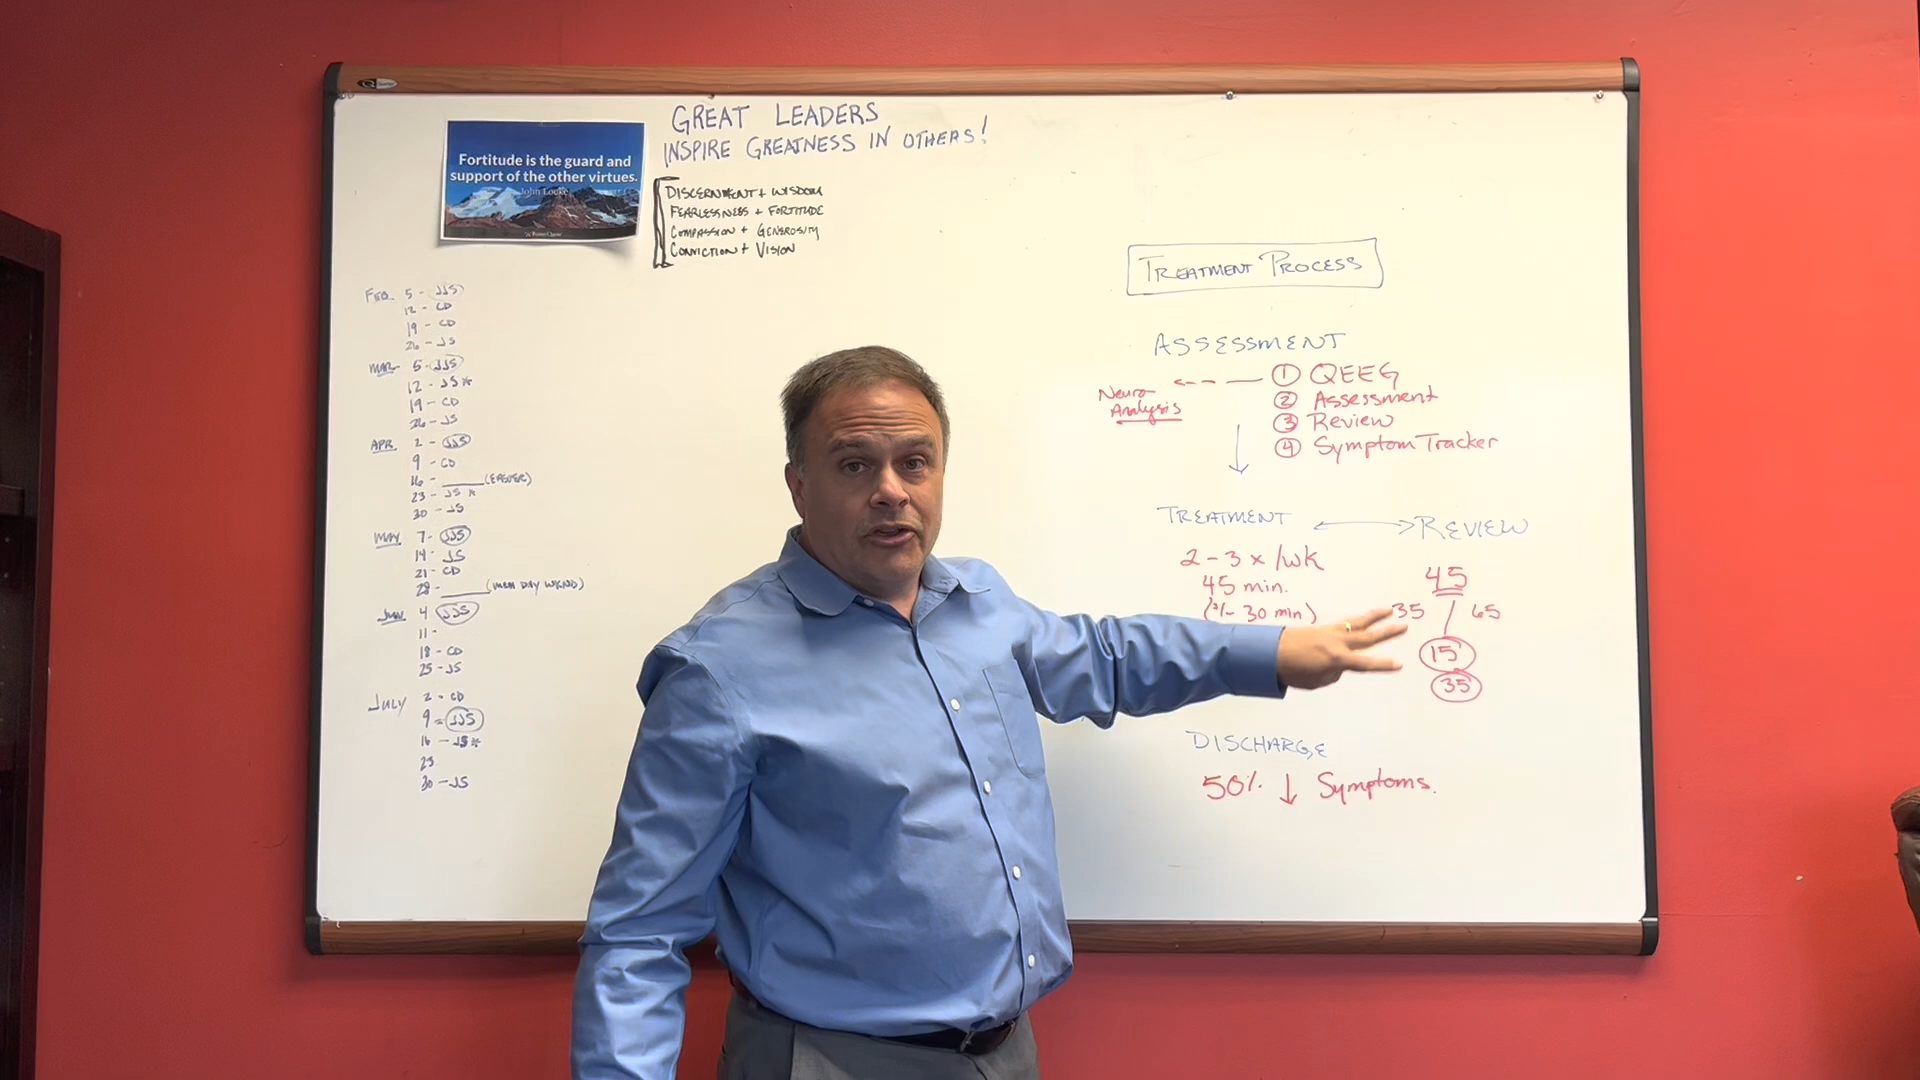 GREAT LEADERS
INSPIRE GREATNESS IN OTHERS!
Fortitude is the guard and
support of the other virtues.
John Locke
DISCERNMENT + WISDOM
FEARLESSNESS + FORTITUDE
COMPASSION + GENEROSITY
CONVICTION + VISION
FEB. 5 - JJS
12 - CD
19 - CD
26 - JS
MAR 5 - JJS
12 - JS*
19 - CD
26 - JS
APR. 2 - JJS
9 - CD
16 - ____ (EASTER)
23 - JS *
30 - JS
MAY 7 - JJS
14 - JS
21 - CD
28 - ____ (MEM DAY WKND)
JUN. 4 JJS
11 -
18 - CD
25 - JS
JULY 2 - CD
9 - JJS
16 - JS*
23
30 - JS
TREATMENT PROCESS
ASSESSMENT
Neuro Analysis
1 QEEG
2 Assessment
3 Review
4 Symptom Tracker
TREATMENT
2 - 3 x /wk
45 min.
30 min)
REVIEW
45
35 65
15
35
DISCHARGE
50% ↓ Symptoms.